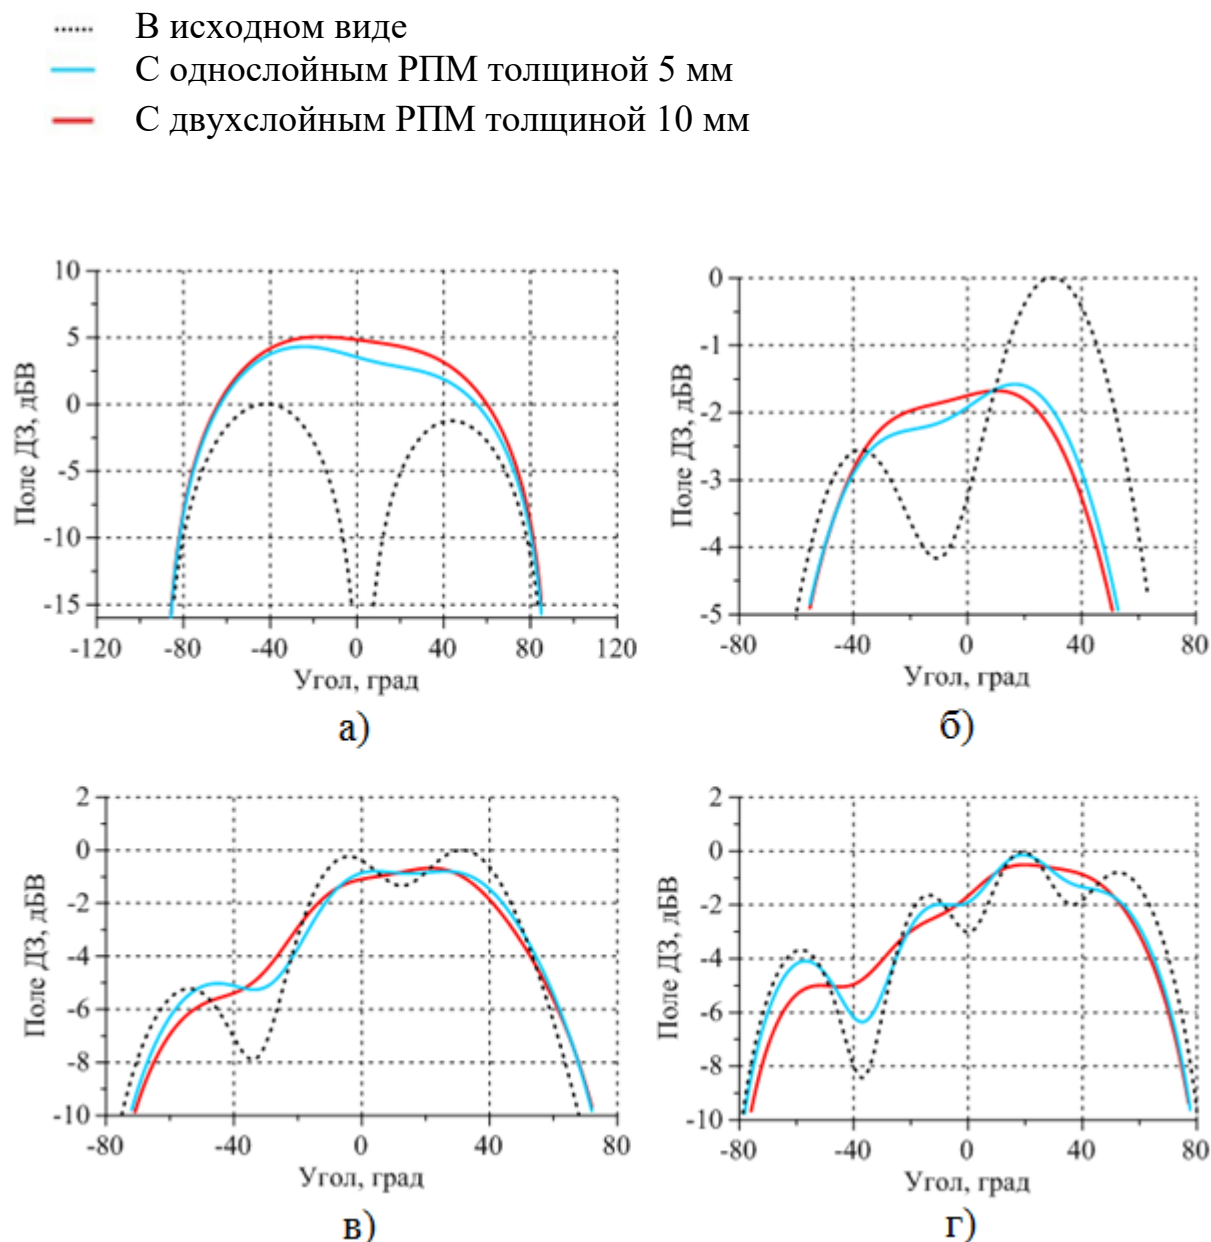 В исходном виде
С однослойным РПМ толщиной 5 мм
С двухслойным РПМ толщиной 10 мм
10
5
0
-5
-10
-15
-120 -80 -40 0 40 80 120
Поле ДЗ, дБВ
Угол, град
а)
0
-1
-2
-3
-4
-5
-80 -40 0 40 80
Поле ДЗ, дБВ
Угол, град
б)
2
0
-2
-4
-6
-8
-10
-80 -40 0 40 80
Поле ДЗ, дБВ
Угол, град
в)
2
0
-2
-4
-6
-8
-10
-80 -40 0 40 80
Поле ДЗ, дБВ
Угол, град
г)